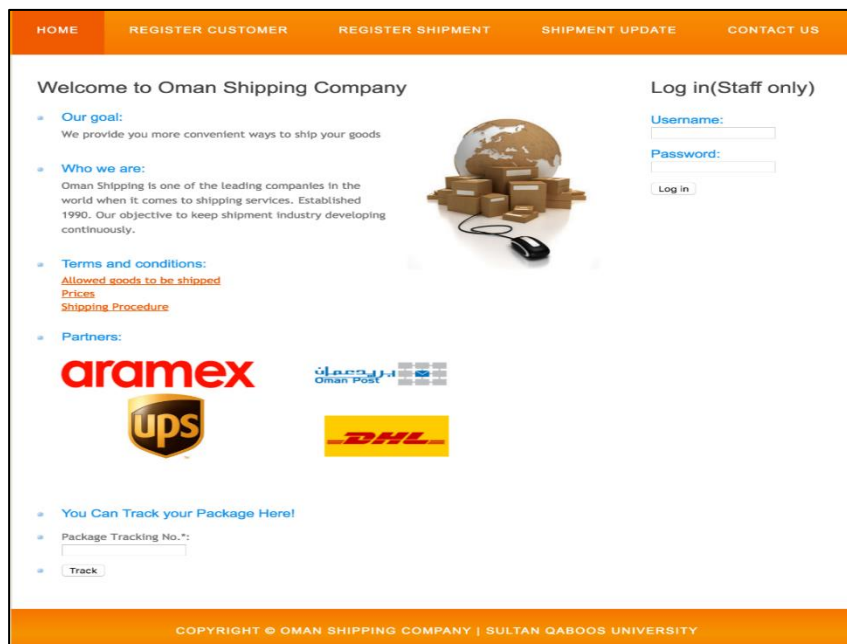 HOME REGISTER CUSTOMER REGISTER SHIPMENT SHIPMENT UPDATE CONTACT US
Welcome to Oman Shipping Company
Our goal:
We provide you more convenient ways to ship your goods
Who we are:
Oman Shipping is one of the leading companies in the
world when it comes to shipping services. Established
1990. Our objective to keep shipment industry developing
continuously.
Terms and conditions:
Allowed goods to be shipped
Prices
Shipping Procedure
Partners:
aramex
بريد عمان
Oman Post
ups
DHL
You Can Track your Package Here!
Package Tracking No.*:
Track
Log in(Staff only)
Username:
Password:
Log in
COPYRIGHT © OMAN SHIPPING COMPANY | SULTAN QABOOS UNIVERSITY